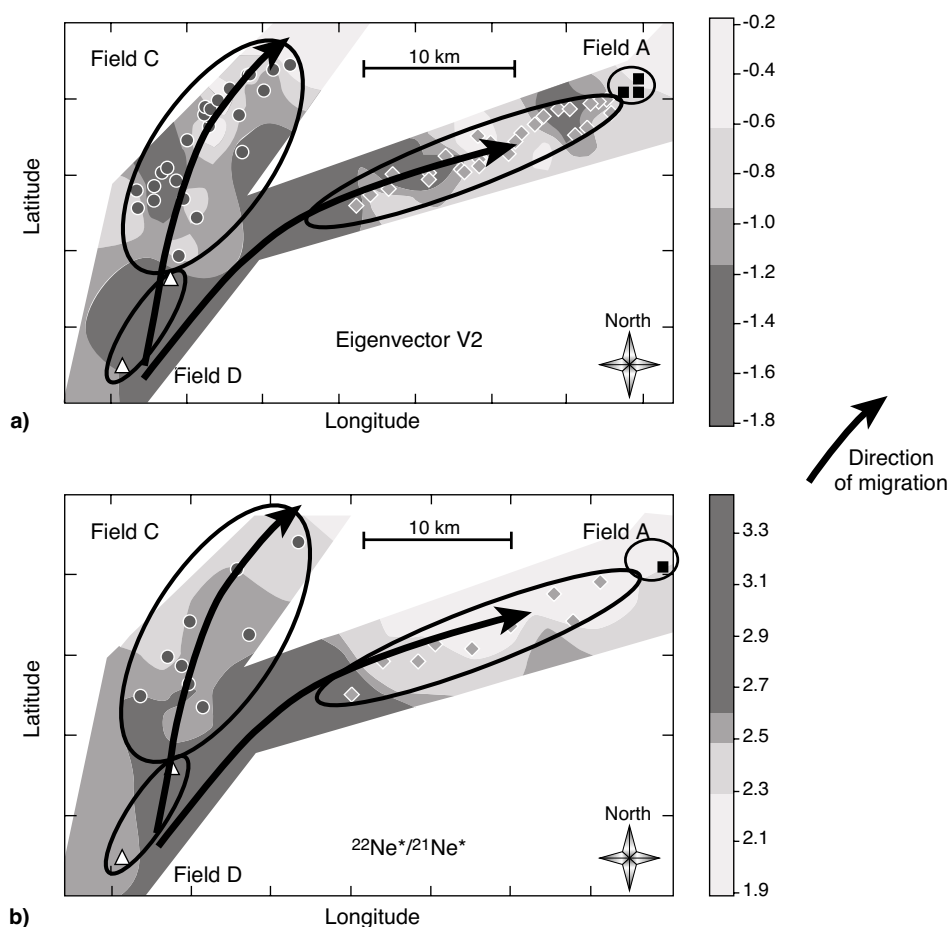 Field C
10 km
Field A
Latitude
Eigenvector V2
North
Field D
a)
Longitude
-0.2
-0.4
-0.6
-0.8
-1.0
-1.2
-1.4
-1.6
-1.8
Direction
of migration
Field C
10 km
Field A
Latitude
22Ne*/21Ne*
North
Field D
b)
Longitude
3.3
3.1
2.9
2.7
2.5
2.3
2.1
1.9